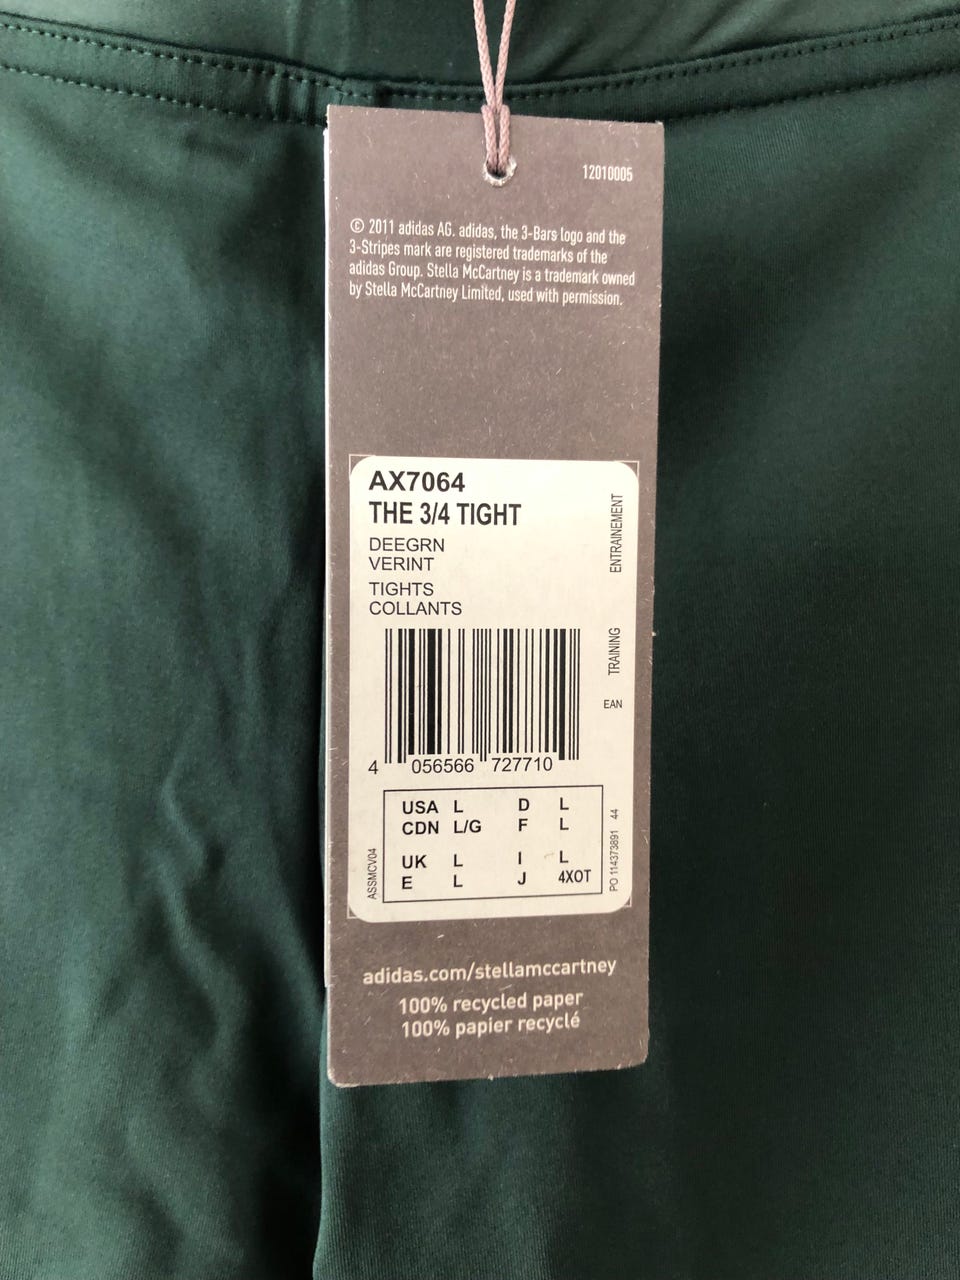 12010005
© 2011 adidas AG. adidas, the 3-Bars logo and the
3-Stripes mark are registered trademarks of the
adidas Group. Stella McCartney is a trademark owned
by Stella McCartney Limited, used with permission.
AX7064
THE 3/4 TIGHT
DEEGRN
VERINT
TIGHTS
COLLANTS
ENTRAINEMENT
TRAINING
EAN
4 056566 727710
USA L D L
CDN L/G F L
UK L I L
E L J 4XOT
ASSMCV04
PO 114373891 44
adidas.com/stellamccartney
100% recycled paper
100% papier recyclé